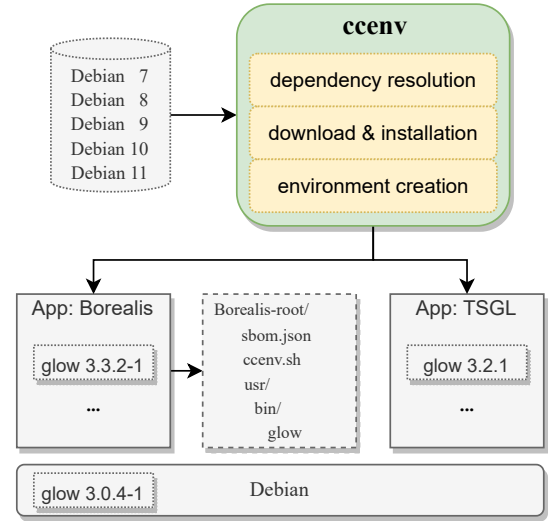 ccenv
Debian 7
Debian 8
Debian 9
Debian 10
Debian 11
dependency resolution
download & installation
environment creation
App: Borealis
glow 3.3.2-1
...
Borealis-root/
sbom.json
ccenv.sh
usr/
bin/
glow
App: TSGL
glow 3.2.1
...
glow 3.0.4-1
Debian